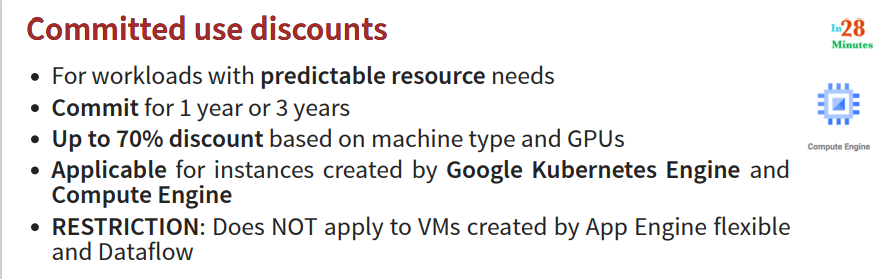 Committed use discounts
In28
Minutes
• For workloads with predictable resource needs
• Commit for 1 year or 3 years
• Up to 70% discount based on machine type and GPUs
Compute Engine
• Applicable for instances created by Google Kubernetes Engine and
Compute Engine
• RESTRICTION: Does NOT apply to VMs created by App Engine flexible
and Dataflow